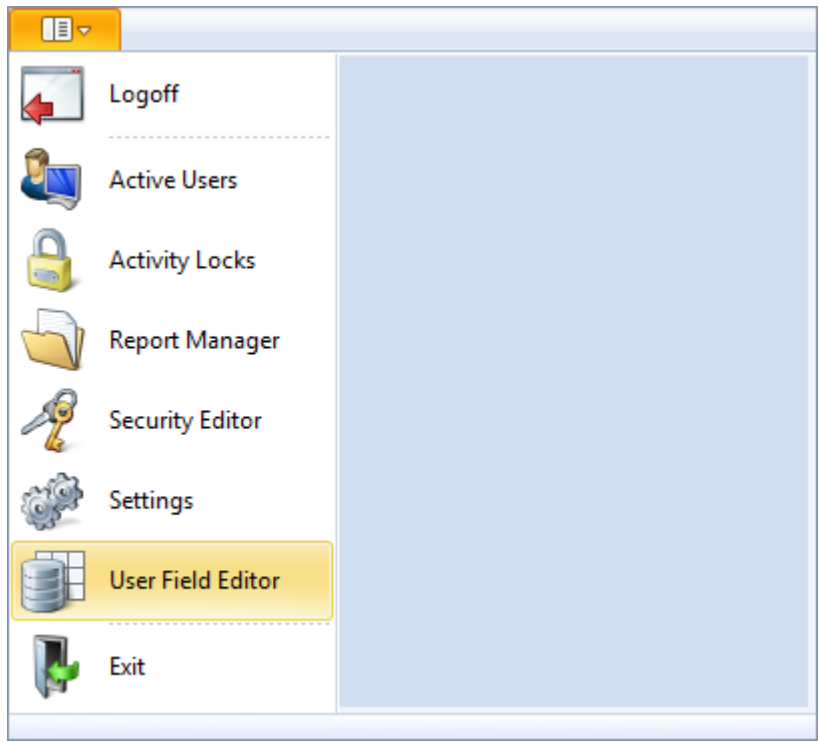 Logoff
Active Users
Activity Locks
Report Manager
Security Editor
Settings
User Field Editor
Exit